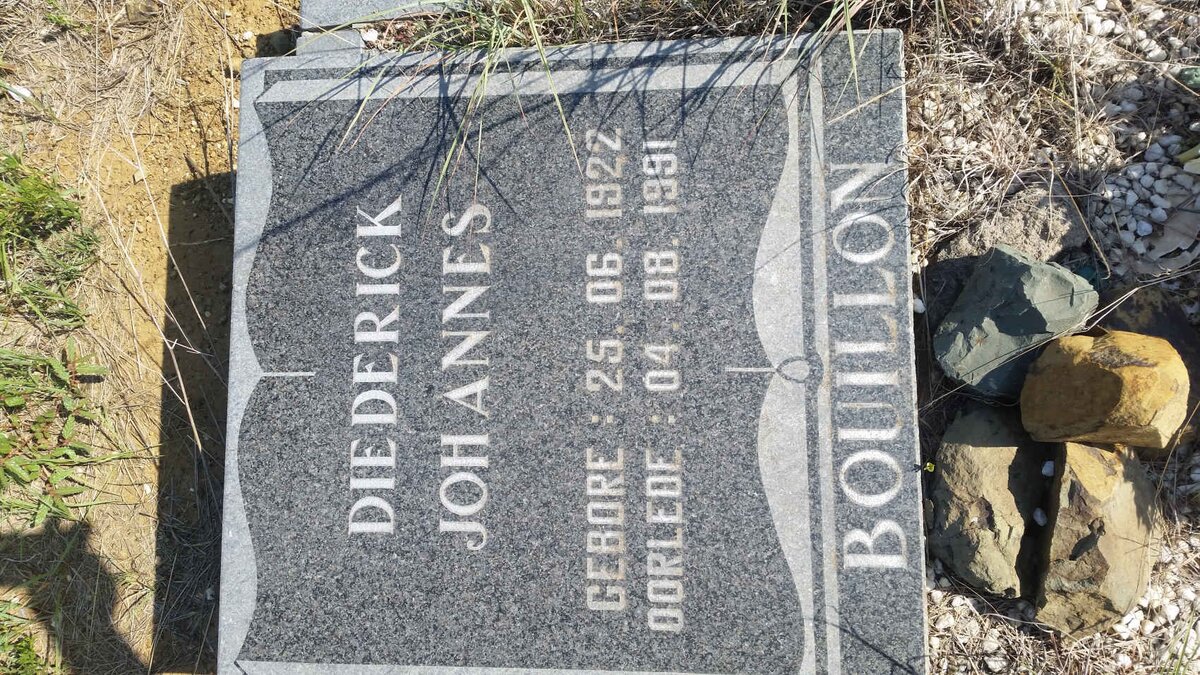 DIEDERICK
JOHANNES
GEBORE : 25. 06. 1922
OORLEDE : 04. 08. 1991
BOUILLON